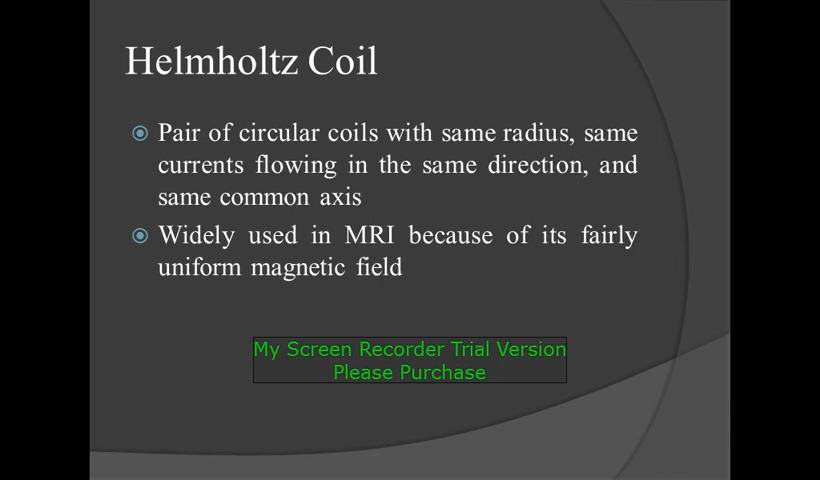 Helmholtz Coil
Pair of circular coils with same radius, same
currents flowing in the same direction, and
same common axis
Widely used in MRI because of its fairly
uniform magnetic field
My Screen Recorder Trial Version
Please Purchase